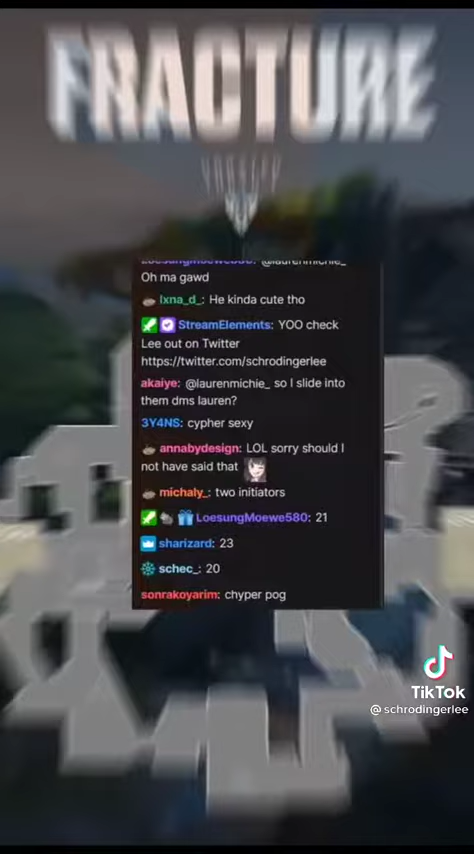 FRACTURE
@laurenmichie_
Oh ma gawd
lxna_d_: He kinda cute tho
StreamElements: YOO check
Lee out on Twitter
https://twitter.com/schrodingerlee
akaiye: @laurenmichie_ so I slide into
them dms lauren?
3Y4NS: cypher sexy
annabydesign: LOL sorry should I
not have said that
michaly_: two initiators
LoesungMoewe580: 21
sharizard: 23
schec_: 20
sonrakoyarim: chyper pog
TikTok
@schrodingerlee